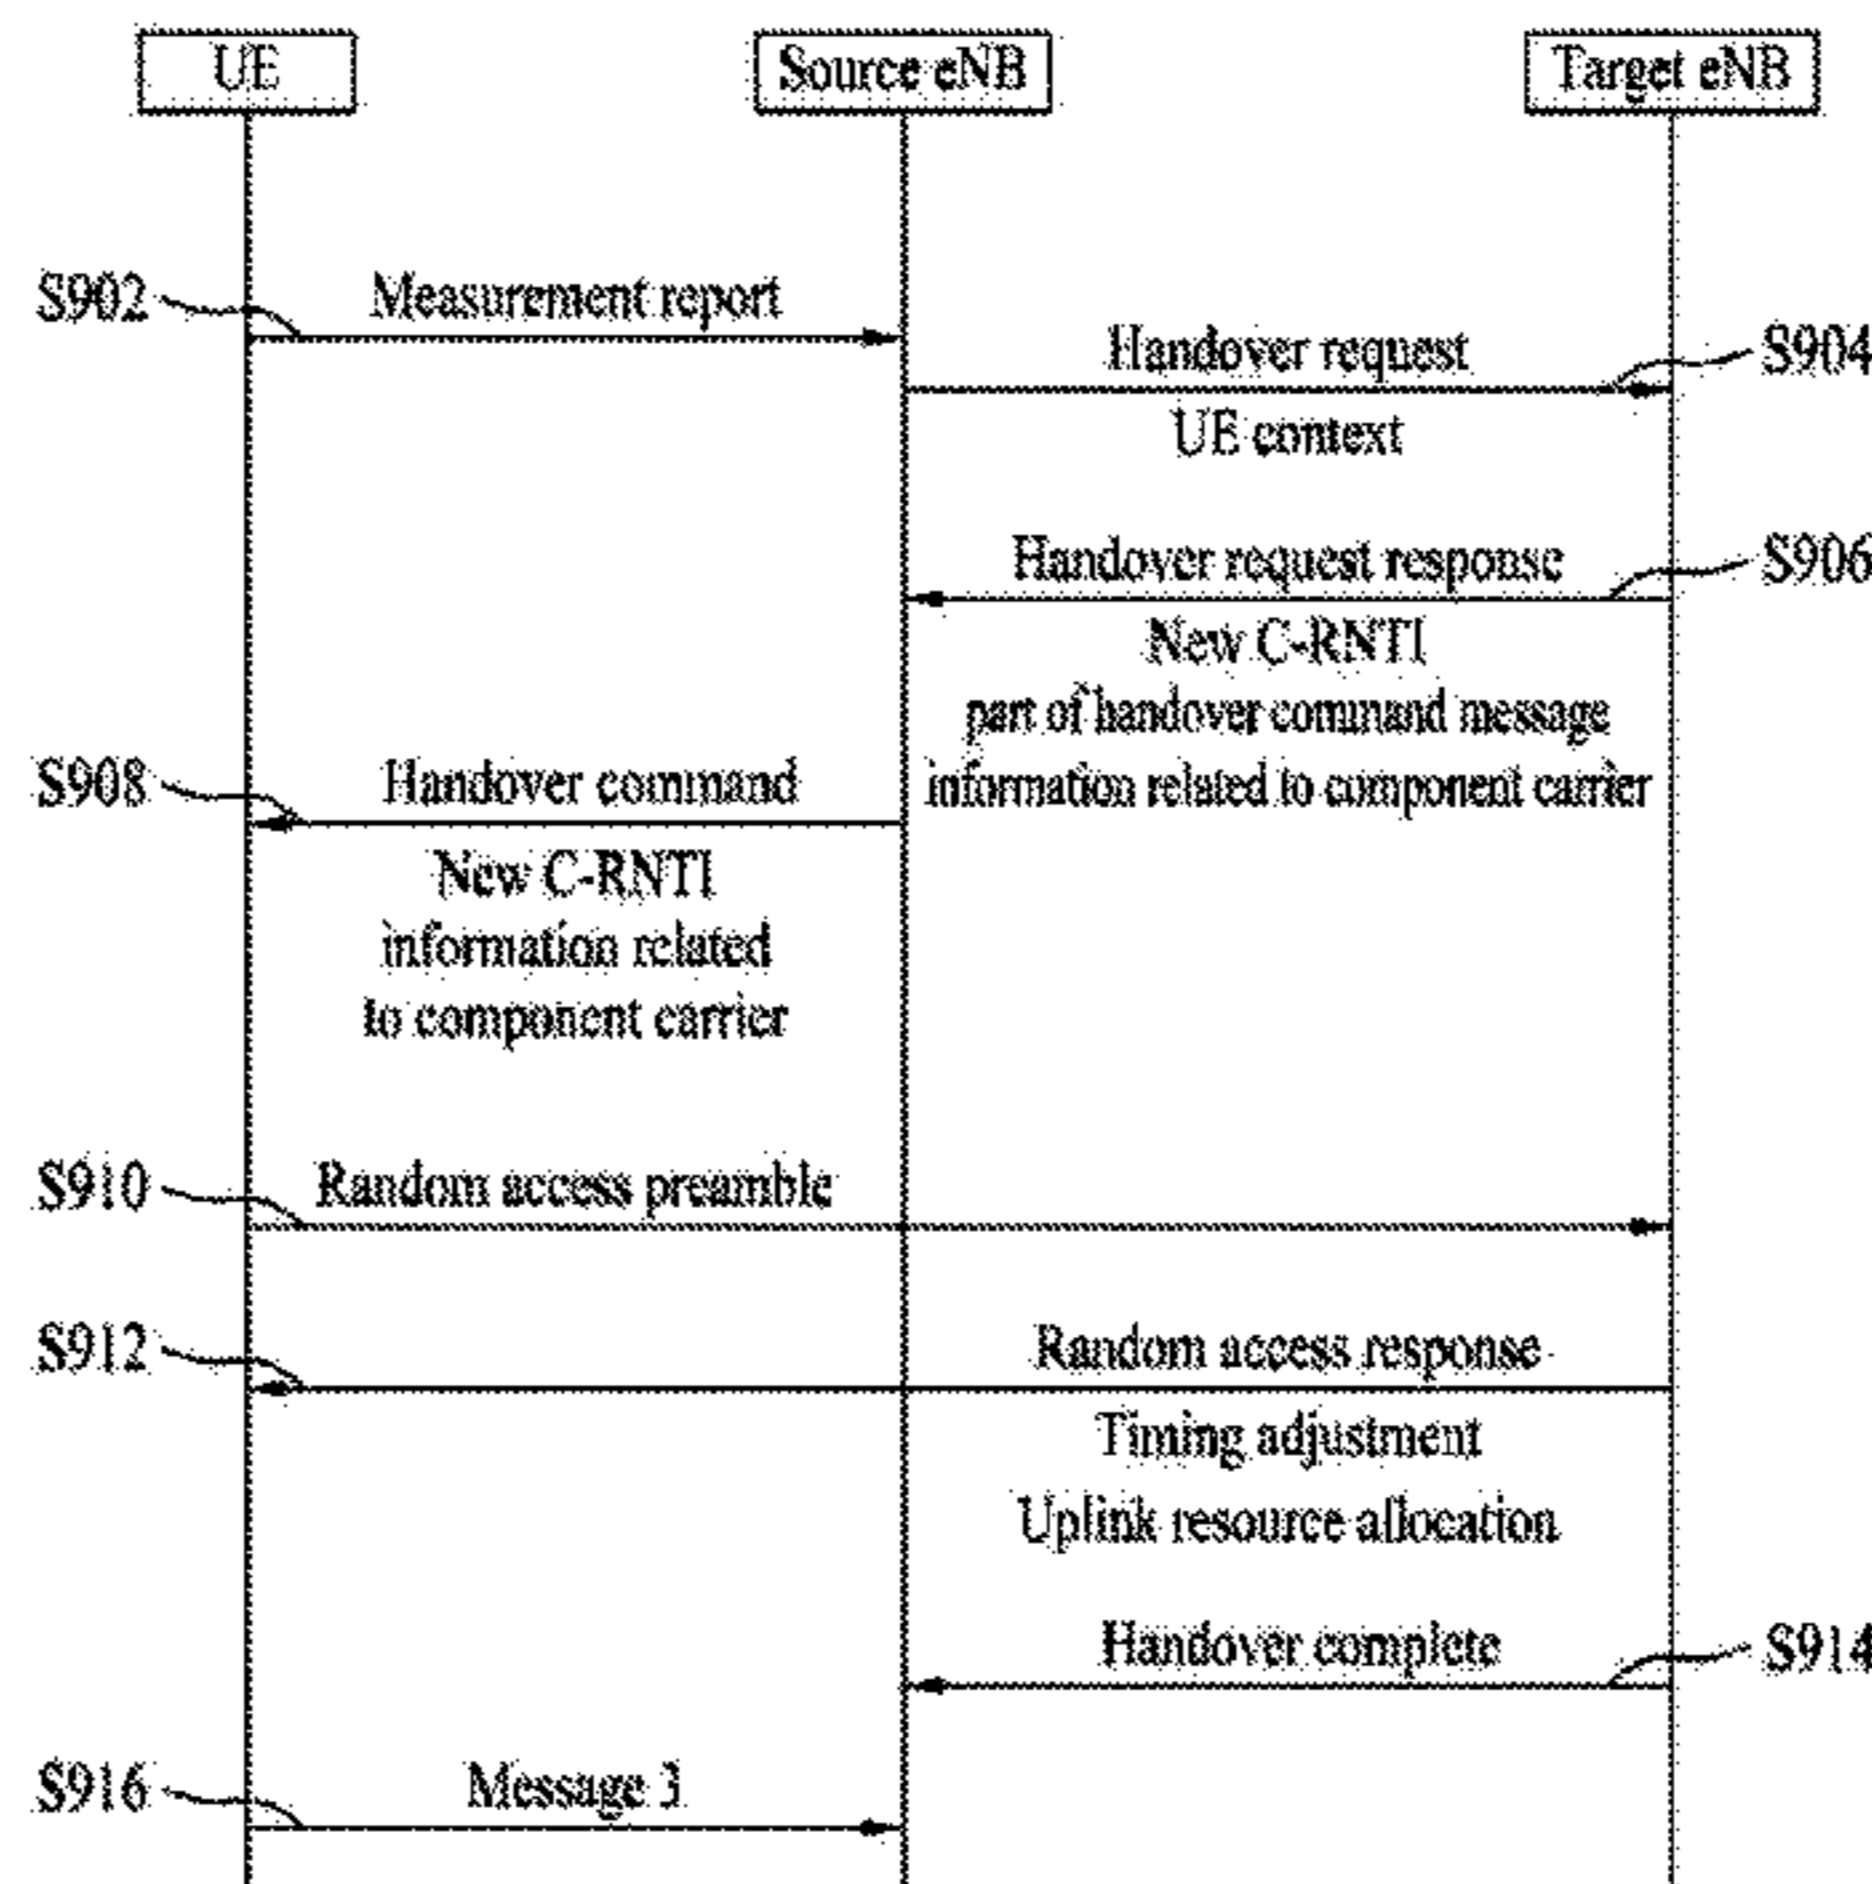 UE
Source eNB
Target eNB
S902
Measurement report
Handover request
S904
UE context
Handover request response
S906
New C-RNTI
part of handover command message
information related to component carrier
S908
Handover command
New C-RNTI
information related
to component carrier
S910
Random access preamble
S912
Random access response
Timing adjustment
Uplink resource allocation
Handover complete
S914
S916
Message 3